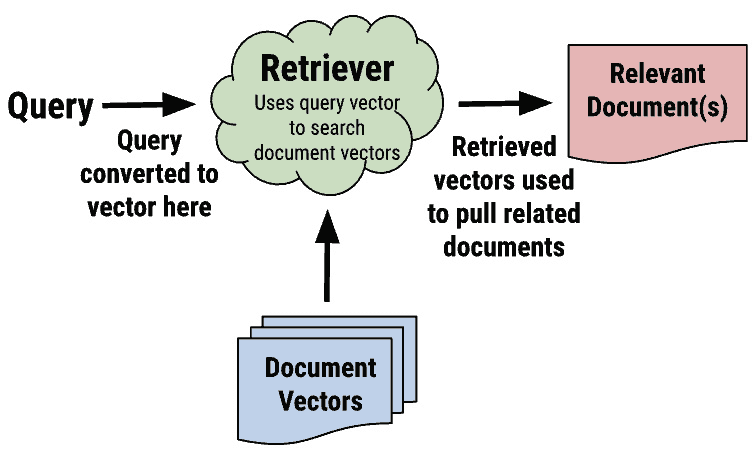 Query
Query
converted to
vector here
Retriever
Uses query vector
to search
document vectors
Retrieved
vectors used
to pull related
documents
Relevant
Document(s)
Document
Vectors